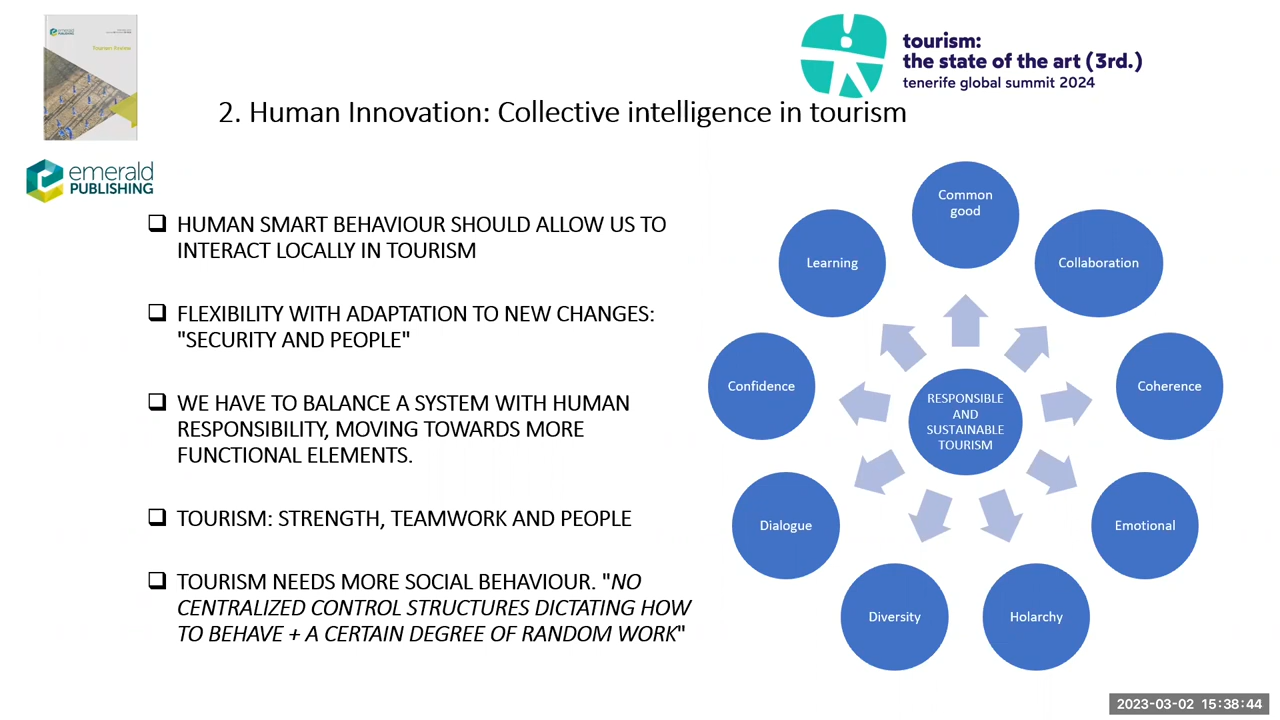 emerald
PUBLISHING
Tourism Review
tourism:
the state of the art (3rd.)
tenerife global summit 2024
2. Human Innovation: Collective intelligence in tourism
emerald
PUBLISHING
HUMAN SMART BEHAVIOUR SHOULD ALLOW US TO
INTERACT LOCALLY IN TOURISM
FLEXIBILITY WITH ADAPTATION TO NEW CHANGES:
"SECURITY AND PEOPLE"
WE HAVE TO BALANCE A SYSTEM WITH HUMAN
RESPONSIBILITY, MOVING TOWARDS MORE
FUNCTIONAL ELEMENTS.
TOURISM: STRENGTH, TEAMWORK AND PEOPLE
TOURISM NEEDS MORE SOCIAL BEHAVIOUR. "NO
CENTRALIZED CONTROL STRUCTURES DICTATING HOW
TO BEHAVE + A CERTAIN DEGREE OF RANDOM WORK"
Common
good
Collaboration
Coherence
Emotional
Holarchy
Diversity
Dialogue
Confidence
Learning
RESPONSIBLE
AND
SUSTAINABLE
TOURISM
2023-03-02 15:38:44